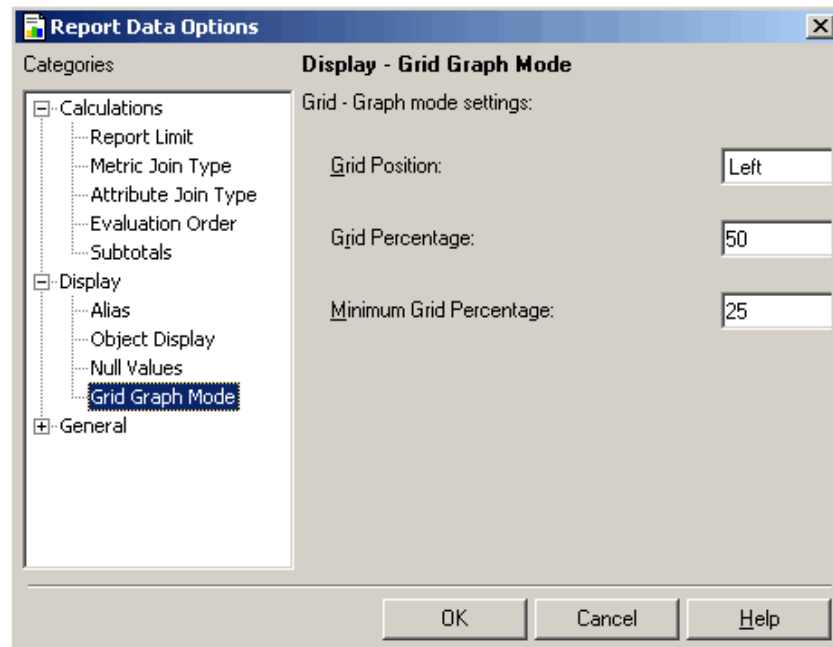 Report Data Options
Categories
Display - Grid Graph Mode
Calculations
Report Limit
Metric Join Type
Attribute Join Type
Evaluation Order
Subtotals
Display
Alias
Object Display
Null Values
Grid Graph Mode
General
Grid - Graph mode settings:
Grid Position:
Left
Grid Percentage:
50
Minimum Grid Percentage:
25
OK
Cancel
Help